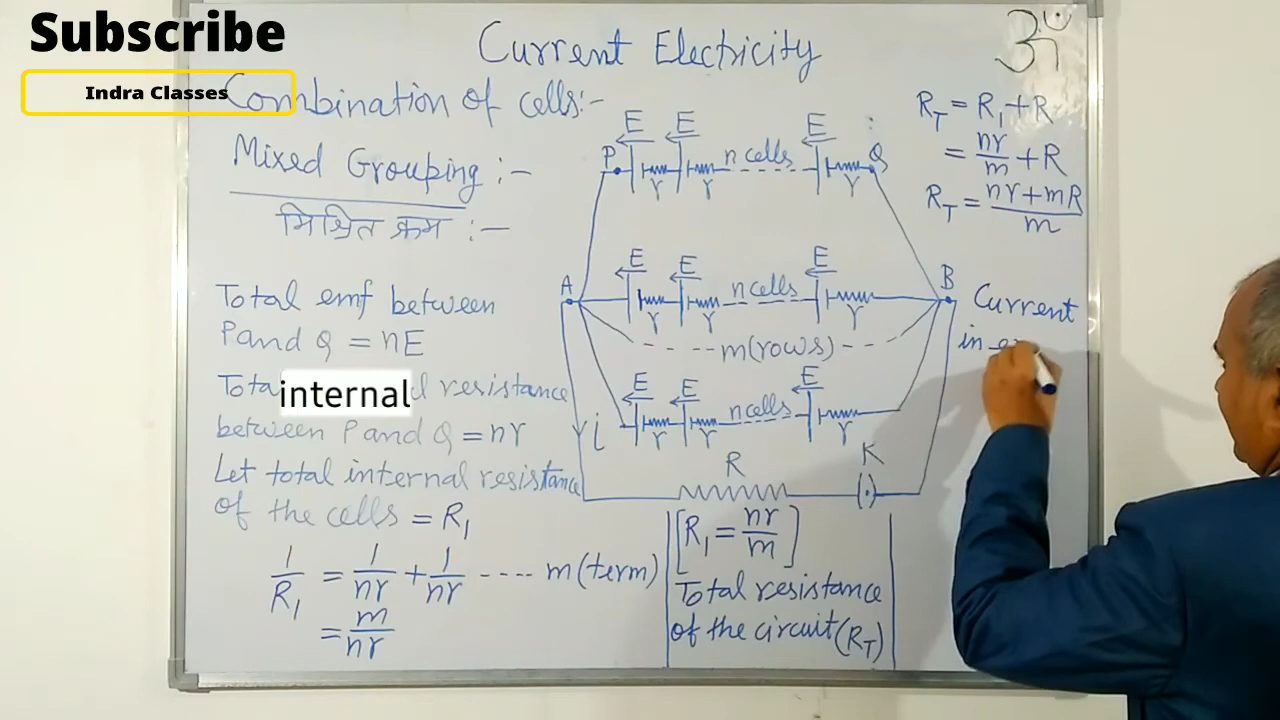 Subscribe
Indra Classes
Current Electricity
ॐ
Combination of cells:-
Mixed Grouping :-
मिश्रित क्रम :-
Total emf between
P and Q = nE
Total internal resistance
between P and Q = nr
Let total internal resistance
of the cells = R₁
1/R₁ = 1/nr + 1/nr ---- m(term)
= m/nr
E E E
P n cells Q
r r r
E E E
A n cells B
r r r
m(rows)
E E E
n cells
i r r r
R K
[R₁ = nr/m]
Total resistance
of the circuit (R_T)
R_T = R₁ + R
= nr/m + R
R_T = nr + mR/m
Current
in